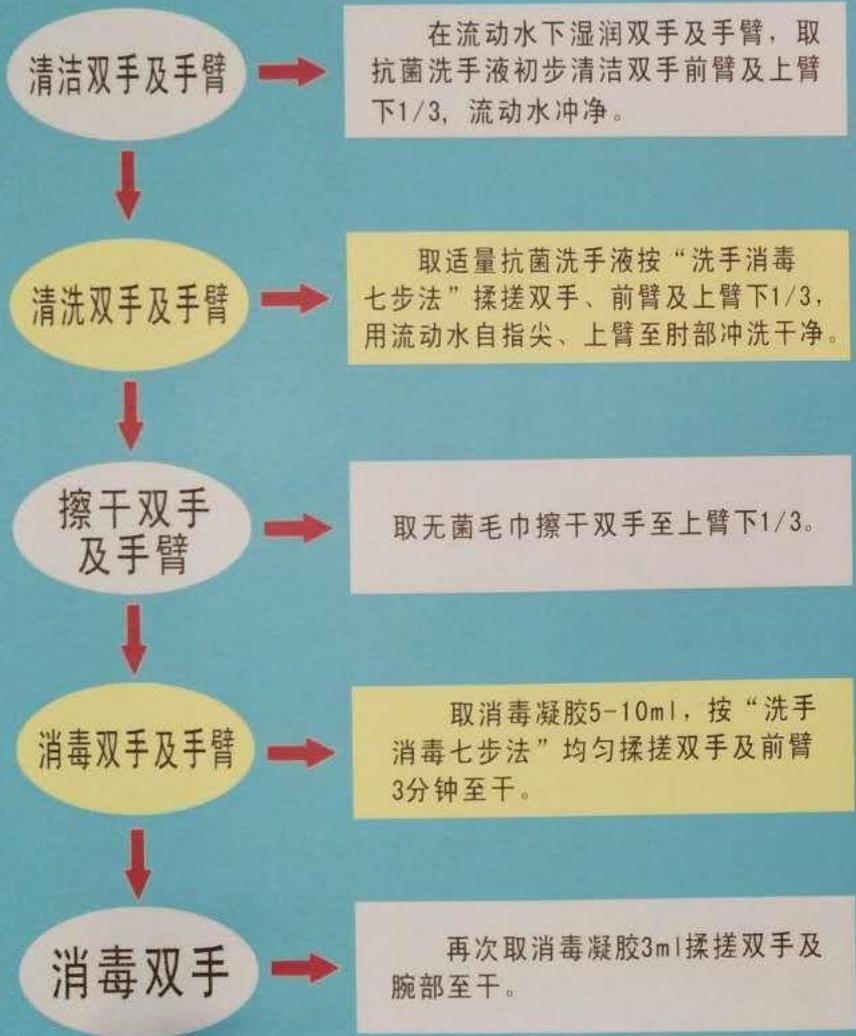 清洁双手及手臂
在流动水下湿润双手及手臂，取
抗菌洗手液初步清洁双手前臂及上臂
下1/3，流动水冲净。
清洗双手及手臂
取适量抗菌洗手液按“洗手消毒
七步法”揉搓双手、前臂及上臂下1/3，
用流动水自指尖、上臂至肘部冲洗干净。
擦干双手
及手臂
取无菌毛巾擦干双手至上臂下1/3。
消毒双手及手臂
取消毒凝胶5-10ml，按“洗手
消毒七步法”均匀揉搓双手及前臂
3分钟至干。
消毒双手
再次取消毒凝胶3ml揉搓双手及
腕部至干。